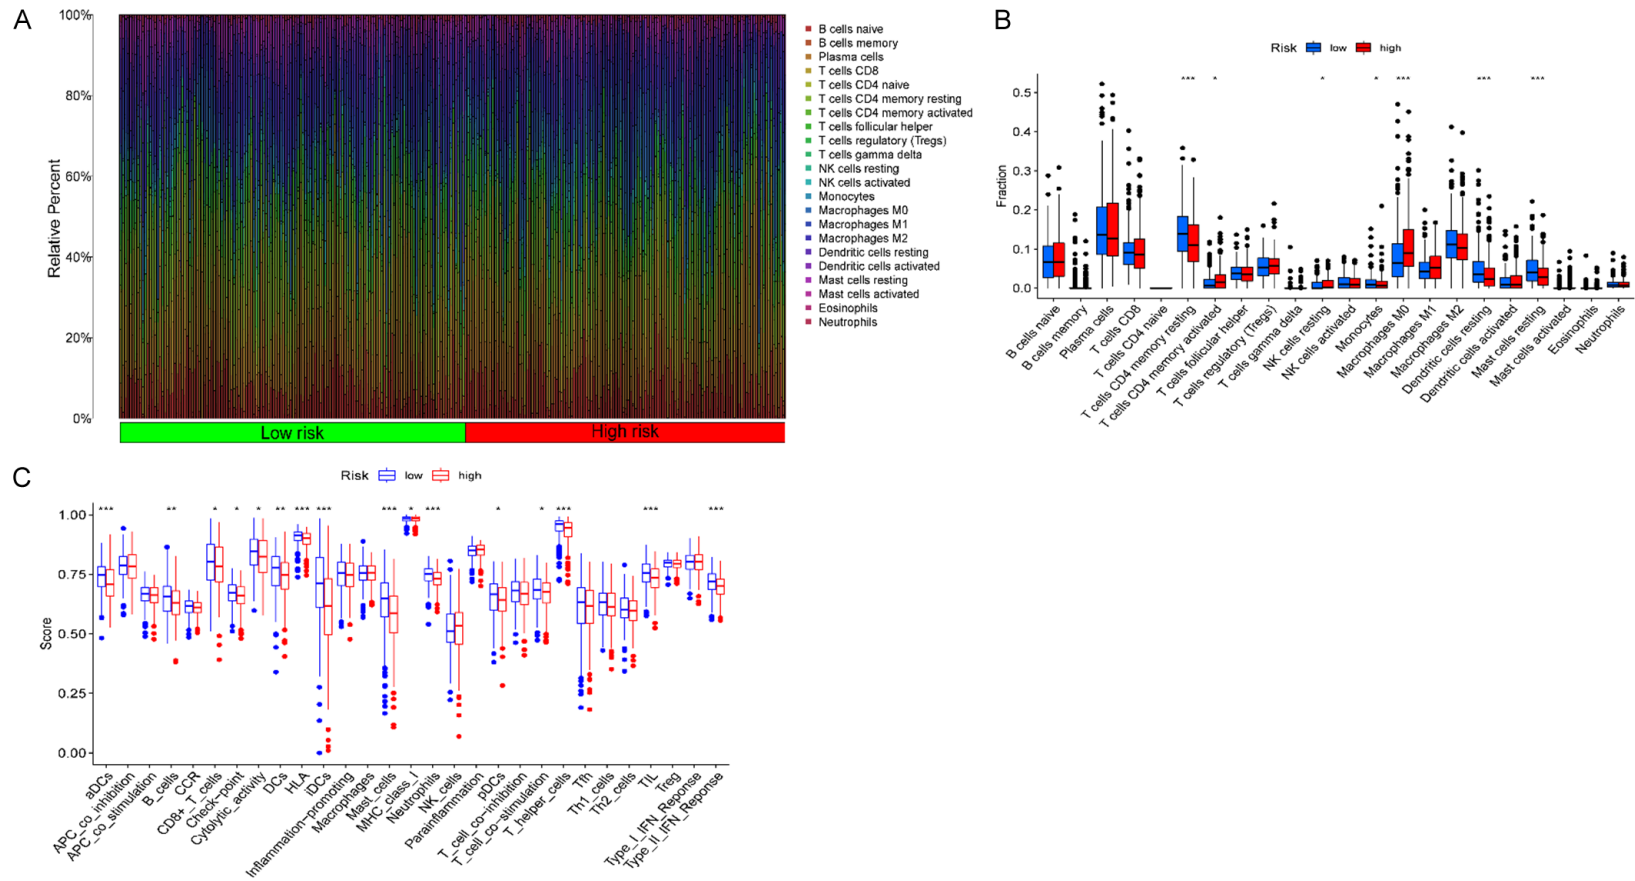 A
100%
80%
60%
40%
20%
0%
Relative Percent
Low risk
High risk
B cells naive
B cells memory
Plasma cells
T cells CD8
T cells CD4 naive
T cells CD4 memory resting
T cells CD4 memory activated
T cells follicular helper
T cells regulatory (Tregs)
T cells gamma delta
NK cells resting
NK cells activated
Monocytes
Macrophages M0
Macrophages M1
Macrophages M2
Dendritic cells resting
Dendritic cells activated
Mast cells resting
Mast cells activated
Eosinophils
Neutrophils
B
Risk low high
*** * * * *** *** ***
0.5
0.4
0.3
0.2
0.1
0.0
Fraction
B cells naive
B cells memory
Plasma cells
T cells CD8
T cells CD4 naive
T cells CD4 memory resting
T cells CD4 memory activated
T cells follicular helper
T cells regulatory (Tregs)
T cells gamma delta
NK cells resting
NK cells activated
Monocytes
Macrophages M0
Macrophages M1
Macrophages M2
Dendritic cells resting
Dendritic cells activated
Mast cells resting
Mast cells activated
Eosinophils
Neutrophils
C
Risk low high
*** ** * * * ** *** *** *** * *** * * *** *** ***
1.00
0.75
0.50
0.25
0.00
Score
aDCs
APC_co_inhibition
APC_co_stimulation
B_cells
CCR
CD8+_T_cells
Check-point
Cytolytic_activity
DCs
HLA
iDCs
Inflammation-promoting
Macrophages
Mast_cells
MHC_class_I
Neutrophils
NK_cells
Parainflammation
pDCs
T_cell_co-inhibition
T_cell_co-stimulation
T_helper_cells
Tfh
Th1_cells
Th2_cells
TIL
Treg
Type_I_IFN_Reponse
Type_II_IFN_Reponse